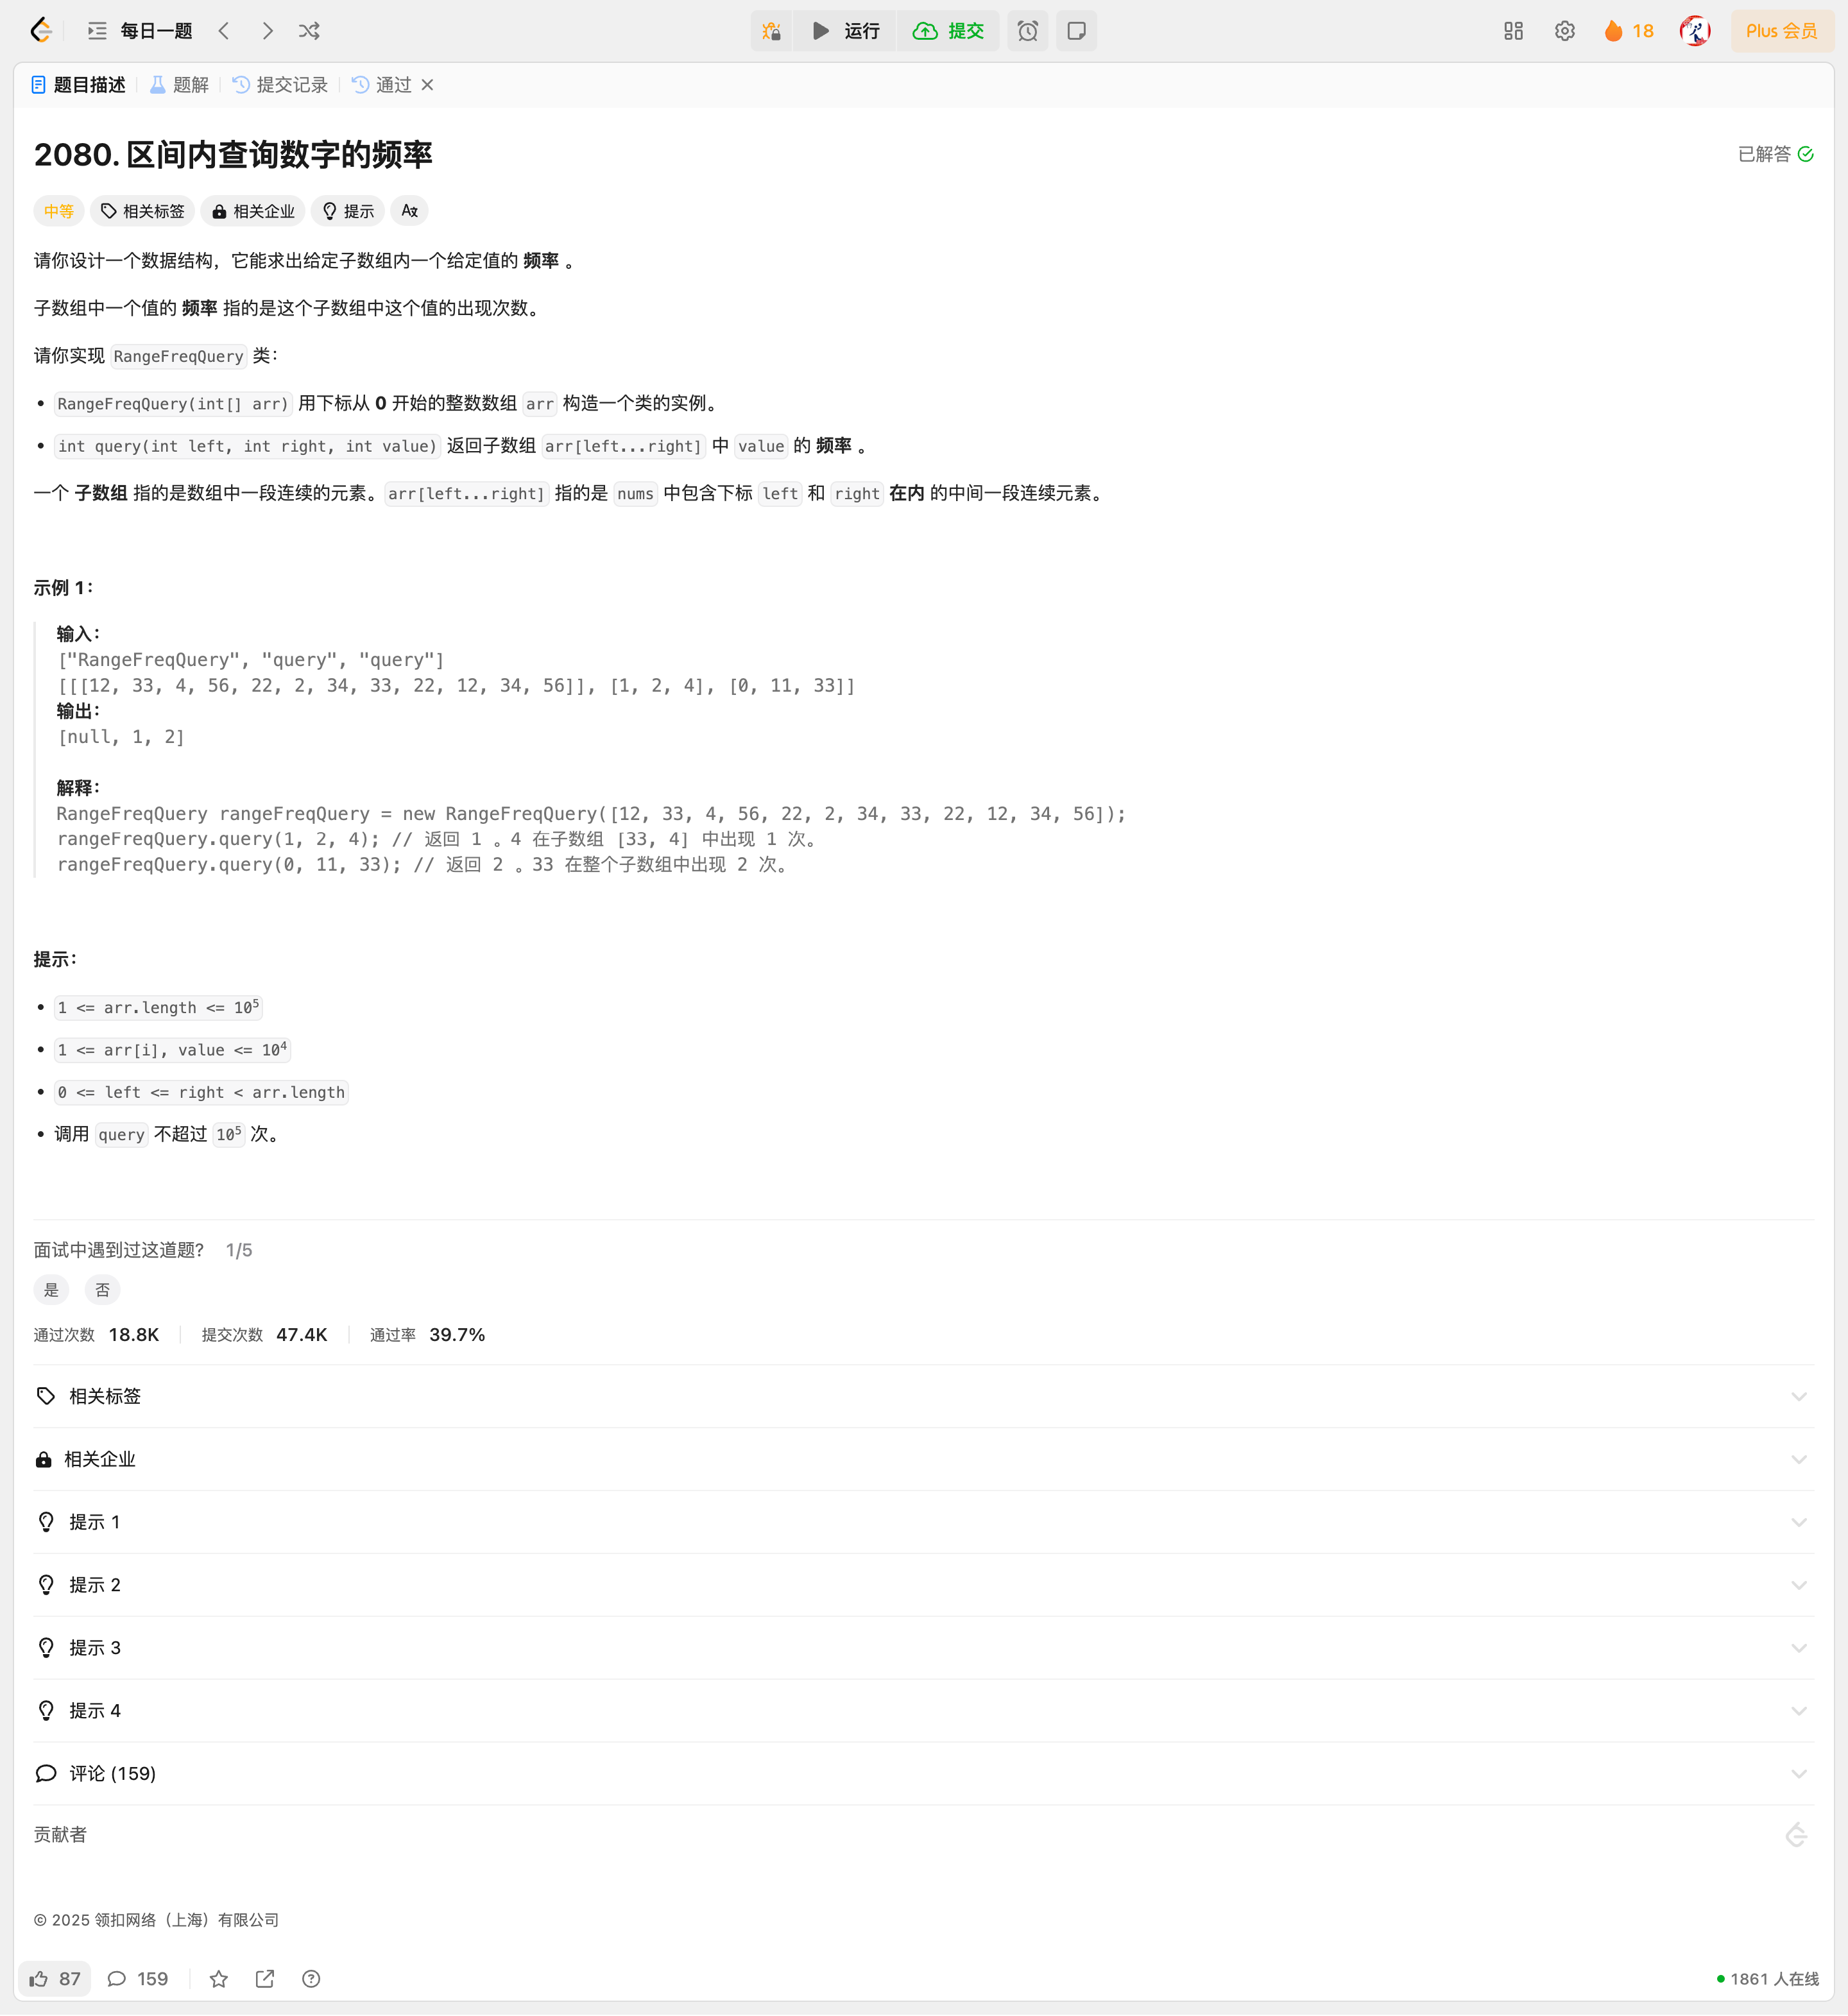 每日一题
运行
提交
18
Plus 会员
题目描述
题解
提交记录
通过
2080. 区间内查询数字的频率
已解答
中等
相关标签
相关企业
提示
请你设计一个数据结构，它能求出给定子数组内一个给定值的 频率 。
子数组中一个值的 频率 指的是这个子数组中这个值的出现次数。
请你实现 RangeFreqQuery 类：
RangeFreqQuery(int[] arr) 用下标从 0 开始的整数数组 arr 构造一个类的实例。
int query(int left, int right, int value) 返回子数组 arr[left...right] 中 value 的 频率 。
一个 子数组 指的是数组中一段连续的元素。arr[left...right] 指的是 nums 中包含下标 left 和 right 在内 的中间一段连续元素。
示例 1：
输入：
["RangeFreqQuery", "query", "query"]
[[[12, 33, 4, 56, 22, 2, 34, 33, 22, 12, 34, 56]], [1, 2, 4], [0, 11, 33]]
输出：
[null, 1, 2]
解释：
RangeFreqQuery rangeFreqQuery = new RangeFreqQuery([12, 33, 4, 56, 22, 2, 34, 33, 22, 12, 34, 56]);
rangeFreqQuery.query(1, 2, 4); // 返回 1 。4 在子数组 [33, 4] 中出现 1 次。
rangeFreqQuery.query(0, 11, 33); // 返回 2 。33 在整个子数组中出现 2 次。
提示：
1 <= arr.length <= 10⁵
1 <= arr[i], value <= 10⁴
0 <= left <= right < arr.length
调用 query 不超过 10⁵ 次。
面试中遇到过这道题? 1/5
是 否
通过次数 18.8K 提交次数 47.4K 通过率 39.7%
相关标签
相关企业
提示 1
提示 2
提示 3
提示 4
评论 (159)
贡献者
© 2025 领扣网络（上海）有限公司
87 159 1861 人在线